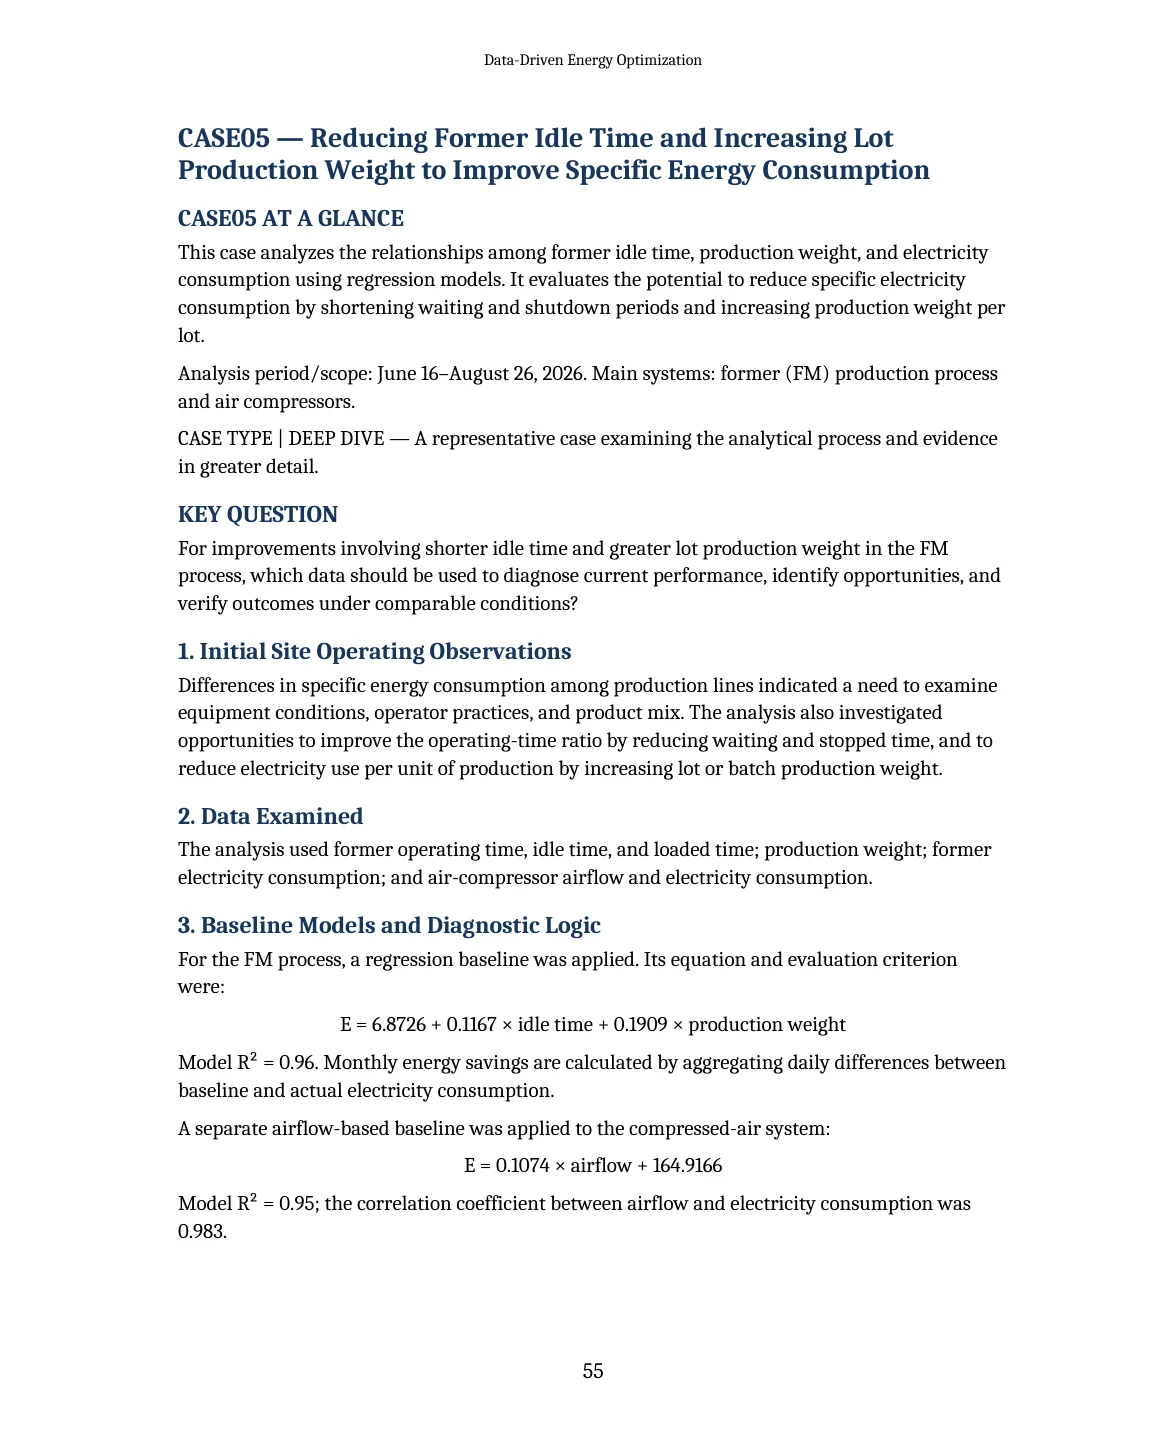 Data-Driven Energy Optimization
CASE05 — Reducing Former Idle Time and Increasing Lot
Production Weight to Improve Specific Energy Consumption
CASE05 AT A GLANCE
This case analyzes the relationships among former idle time, production weight, and electricity
consumption using regression models. It evaluates the potential to reduce specific electricity
consumption by shortening waiting and shutdown periods and increasing production weight per
lot.
Analysis period/scope: June 16–August 26, 2026. Main systems: former (FM) production process
and air compressors.
CASE TYPE | DEEP DIVE — A representative case examining the analytical process and evidence
in greater detail.
KEY QUESTION
For improvements involving shorter idle time and greater lot production weight in the FM
process, which data should be used to diagnose current performance, identify opportunities, and
verify outcomes under comparable conditions?
1. Initial Site Operating Observations
Differences in specific energy consumption among production lines indicated a need to examine
equipment conditions, operator practices, and product mix. The analysis also investigated
opportunities to improve the operating-time ratio by reducing waiting and stopped time, and to
reduce electricity use per unit of production by increasing lot or batch production weight.
2. Data Examined
The analysis used former operating time, idle time, and loaded time; production weight; former
electricity consumption; and air-compressor airflow and electricity consumption.
3. Baseline Models and Diagnostic Logic
For the FM process, a regression baseline was applied. Its equation and evaluation criterion
were:
E = 6.8726 + 0.1167 × idle time + 0.1909 × production weight
Model R² = 0.96. Monthly energy savings are calculated by aggregating daily differences between
baseline and actual electricity consumption.
A separate airflow-based baseline was applied to the compressed-air system:
E = 0.1074 × airflow + 164.9166
Model R² = 0.95; the correlation coefficient between airflow and electricity consumption was
0.983.
55